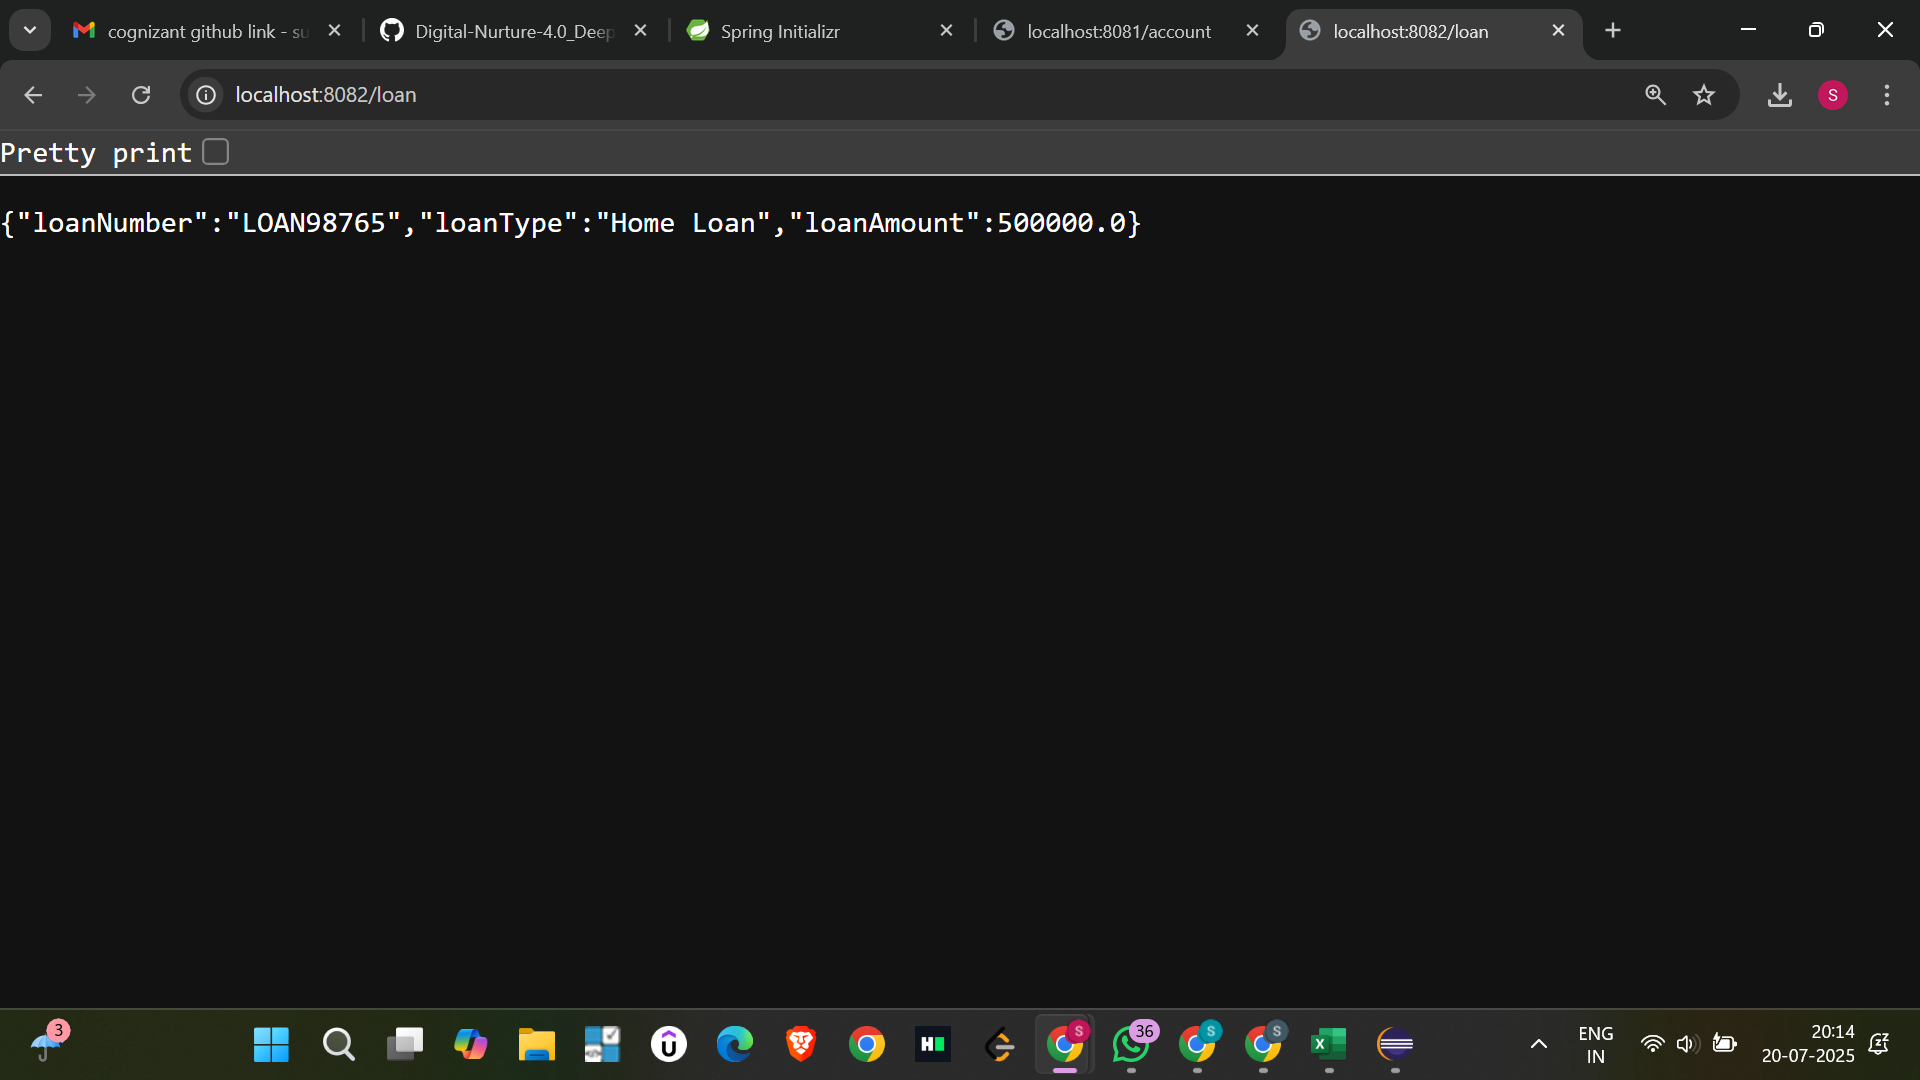 cognizant github link - su
Digital-Nurture-4.0_Deep
Spring Initializr
localhost:8081/account
localhost:8082/loan
localhost:8082/loan
S
Pretty print
{"loanNumber":"LOAN98765","loanType":"Home Loan","loanAmount":500000.0}
3
S
36
S
S
ENG
IN
20:14
20-07-2025